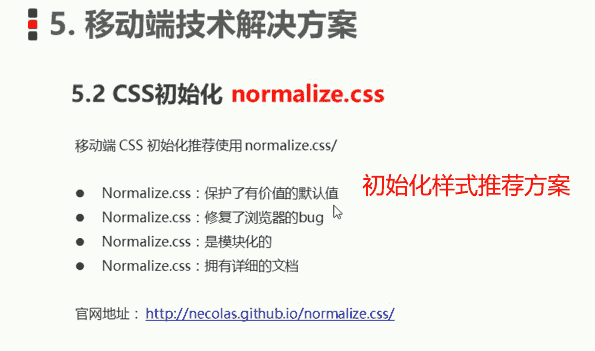 5. 移动端技术解决方案
5.2 CSS初始化 normalize.css
移动端 CSS 初始化推荐使用 normalize.css/
● Normalize.css：保护了有价值的默认值
初始化样式推荐方案
● Normalize.css：修复了浏览器的bug
● Normalize.css：是模块化的
● Normalize.css：拥有详细的文档
官网地址： http://necolas.github.io/normalize.css/